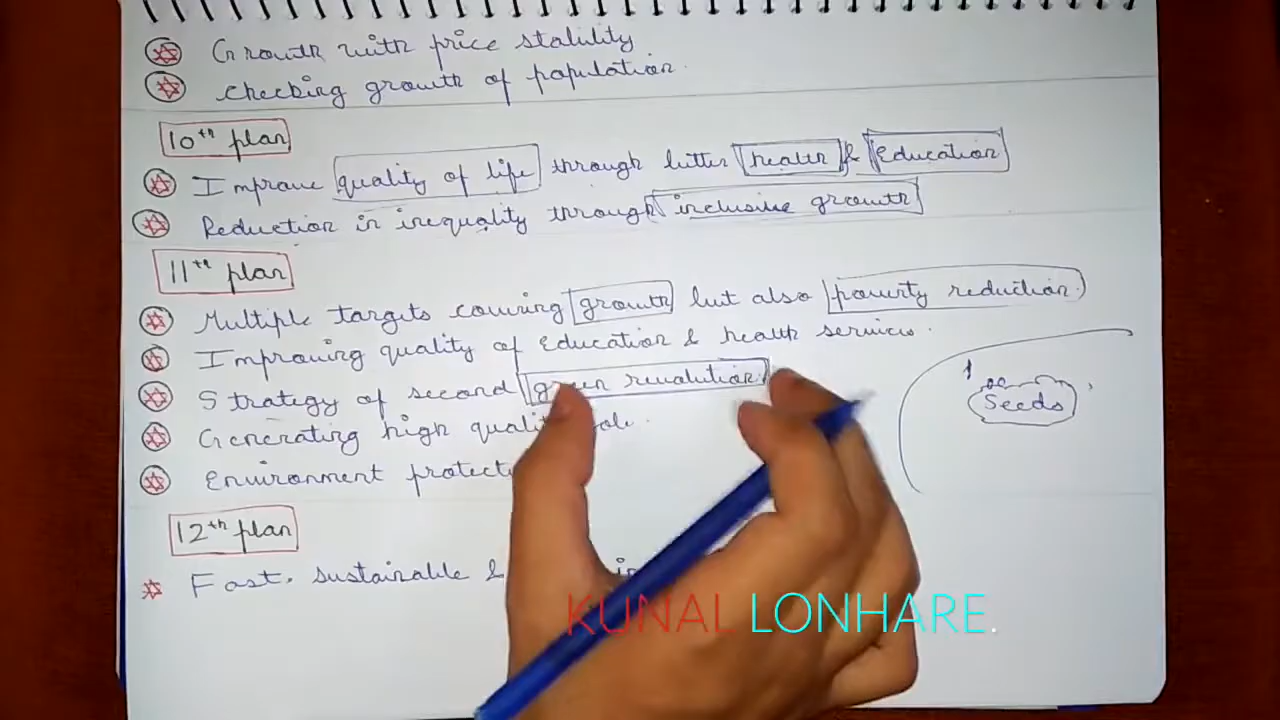 Growth with price stability
Checking growth of population.
10th plan
Improve quality of life through better health & Education
Reduction in inequality through inclusive growth
11th plan
Multiple targets covering growth but also poverty reduction
Improving quality of Education & health services.
Strategy of second green revolution.
Seeds
Generating high quality job.
Environment
12th plan
Fast, sustainable &
KUNAL LONHARE.